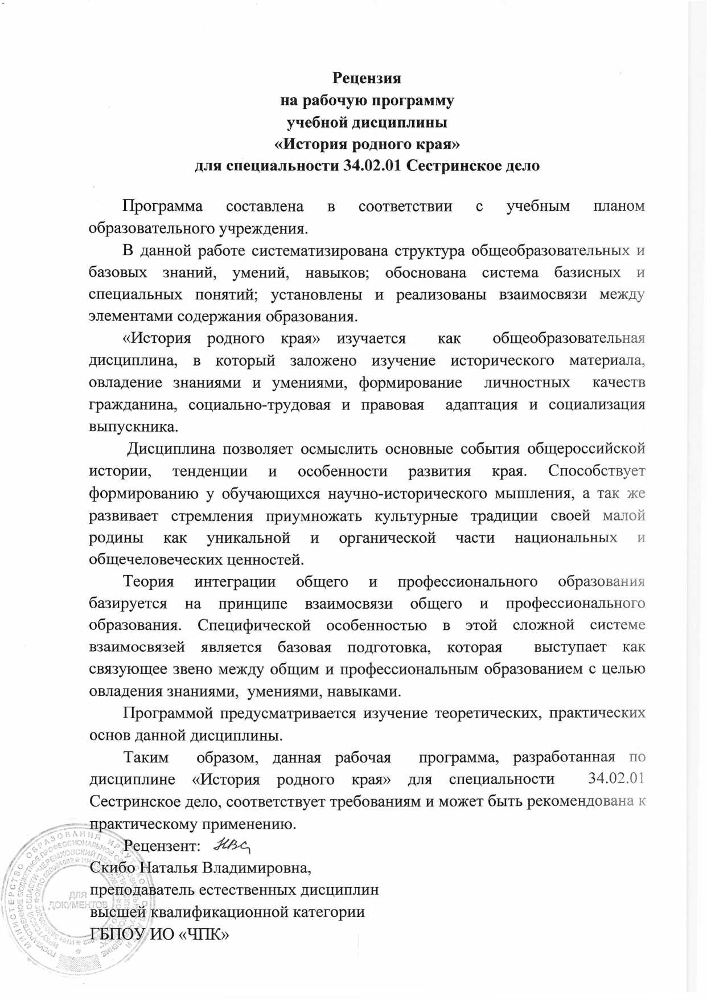 Рецензия
на рабочую программу
учебной дисциплины
«История родного края»
для специальности 34.02.01 Сестринское дело
Программа составлена в соответствии с учебным планом
образовательного учреждения.
В данной работе систематизирована структура общеобразовательных и
базовых знаний, умений, навыков; обоснована система базисных и
специальных понятий; установлены и реализованы взаимосвязи между
элементами содержания образования.
«История родного края» изучается как общеобразовательная
дисциплина, в который заложено изучение исторического материала,
овладение знаниями и умениями, формирование личностных качеств
гражданина, социально-трудовая и правовая адаптация и социализация
выпускника.
Дисциплина позволяет осмыслить основные события общероссийской
истории, тенденции и особенности развития края. Способствует
формированию у обучающихся научно-исторического мышления, а так же
развивает стремления приумножать культурные традиции своей малой
родины как уникальной и органической части национальных и
общечеловеческих ценностей.
Теория интеграции общего и профессионального образования
базируется на принципе взаимосвязи общего и профессионального
образования. Специфической особенностью в этой сложной системе
взаимосвязей является базовая подготовка, которая выступает как
связующее звено между общим и профессиональным образованием с целью
овладения знаниями, умениями, навыками.
Программой предусматривается изучение теоретических, практических
основ данной дисциплины.
Таким образом, данная рабочая программа, разработанная по
дисциплине «История родного края» для специальности 34.02.01
Сестринское дело, соответствует требованиям и может быть рекомендована к
практическому применению.
Рецензент:
Скибо Наталья Владимировна,
преподаватель естественных дисциплин
высшей квалификационной категории
ГБПОУ ИО «ЧПК»
МИНИСТЕРСТВО ОБРАЗОВАНИЯ ИРКУТСКОЙ
ДЛЯ
ДОКУМЕНТОВ